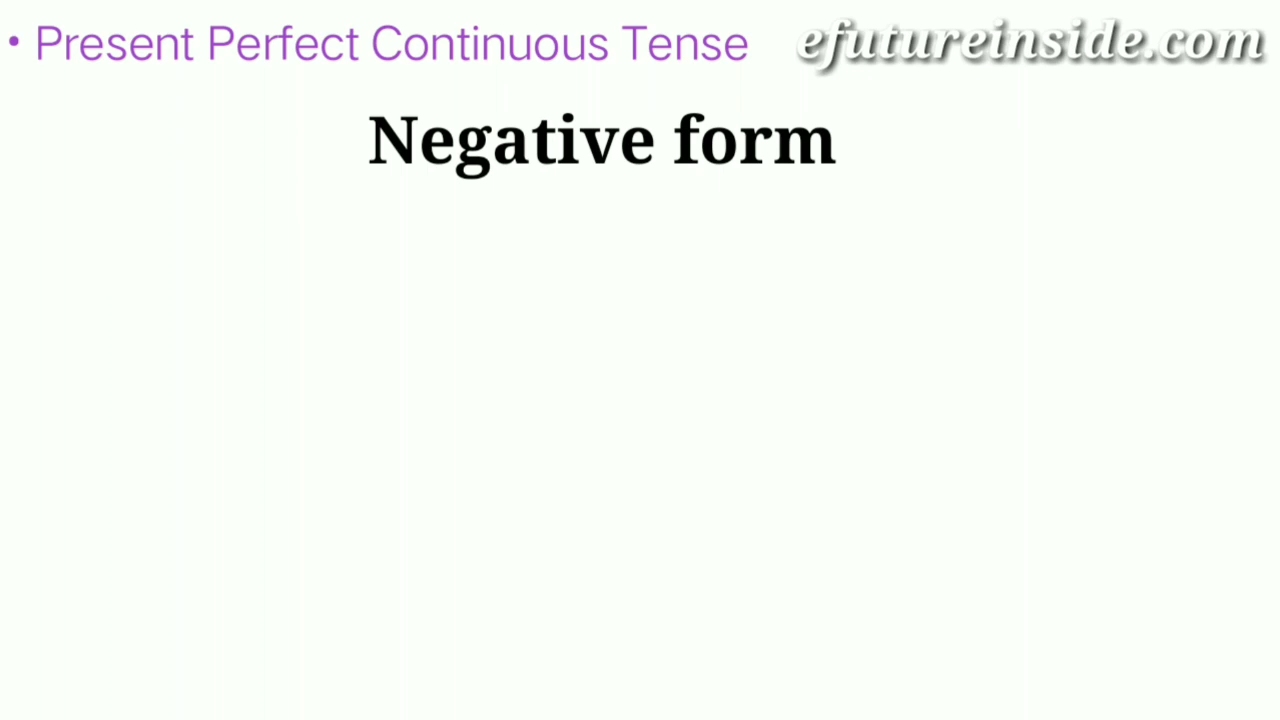 • Present Perfect Continuous Tense efutureinside.com
Negative form